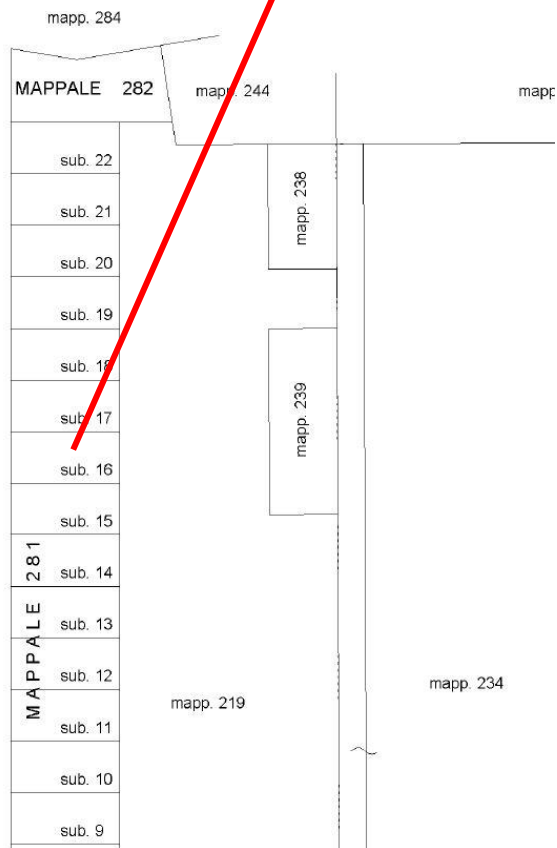 mapp. 284
MAPPALE 282
mapp. 244
mapp
sub. 22
sub. 21
sub. 20
sub. 19
sub. 18
sub. 17
sub. 16
sub. 15
sub. 14
sub. 13
sub. 12
sub. 11
sub. 10
sub. 9
MAPPALE 281
mapp. 238
mapp. 239
mapp. 219
mapp. 234